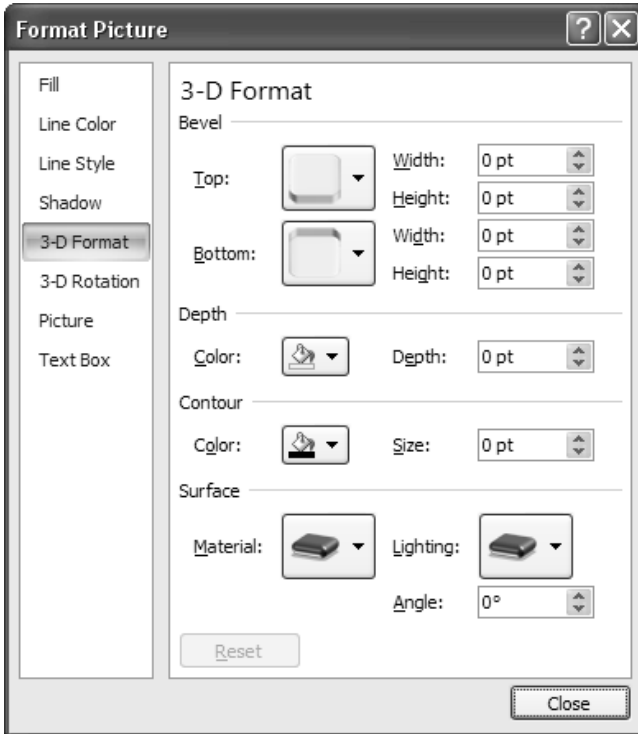 Format Picture
Fill
Line Color
Line Style
Shadow
3-D Format
3-D Rotation
Picture
Text Box
3-D Format
Bevel
Top: Width: 0 pt
Height: 0 pt
Bottom: Width: 0 pt
Height: 0 pt
Depth
Color: Depth: 0 pt
Contour
Color: Size: 0 pt
Surface
Material: Lighting:
Angle: 0°
Reset
Close